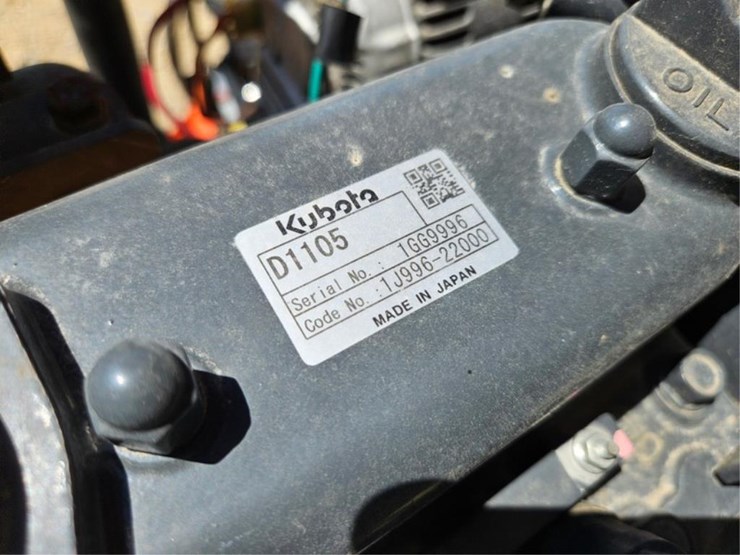 OIL
Kubota
D1105
Serial No.: 1GG9996
Code No.:1J996-22000
MADE IN JAPAN